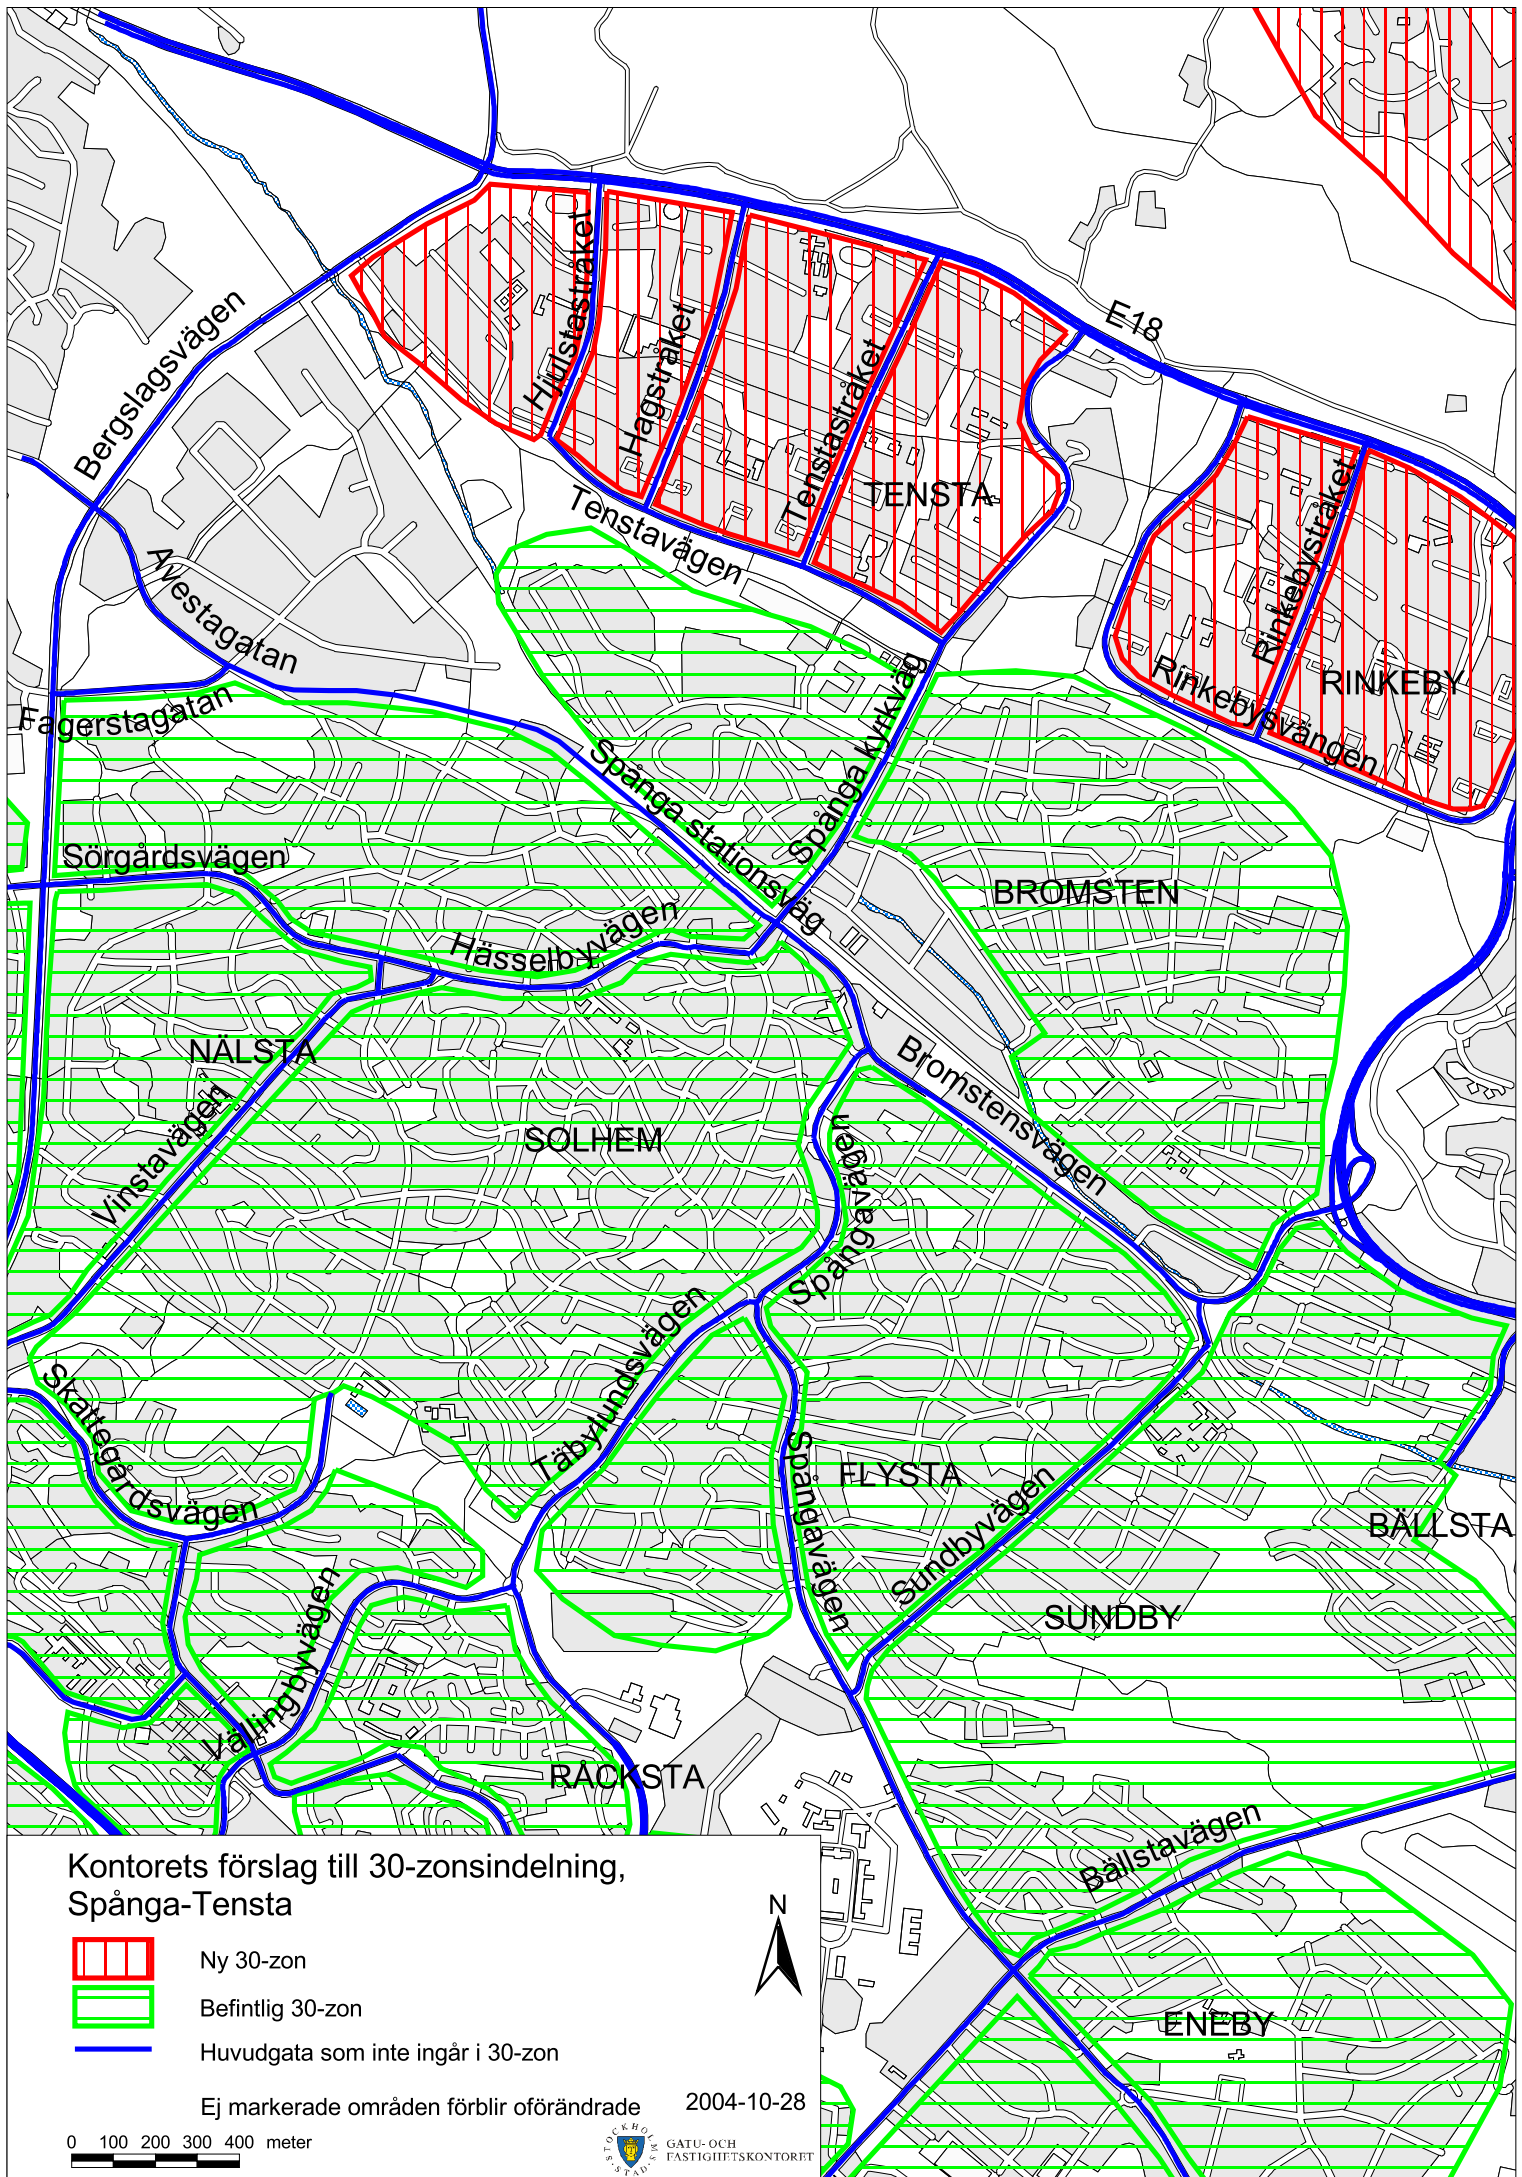 E18
Bergslagsvägen
Hjulstastråket
Hagstråket
Tenstastråket
TENSTA
Tenstavägen
Rinkebystråket
RINKEBY
Rinkebysvängen
Avestagatan
Fagerstagatan
Spånga kyrkväg
Spånga stationsväg
Sörgårdsvägen
Hässelbyvägen
BROMSTEN
NÄLSTA
Vinstavägen
SOLHEM
Bromstensvägen
Spångavägen
Täbylundsvägen
Skattegårdsvägen
Spångavägen
FLYSTA
Sundbyvägen
BÄLLSTA
SUNDBY
Vällingbyvägen
RÅCKSTA
Bällstavägen
ENEBY
Kontorets förslag till 30-zonsindelning,
Spånga-Tensta
N
Ny 30-zon
Befintlig 30-zon
Huvudgata som inte ingår i 30-zon
Ej markerade områden förblir oförändrade
2004-10-28
0 100 200 300 400 meter
STOCKHOLMS STAD
GATU- OCH
FASTIGHETSKONTORET